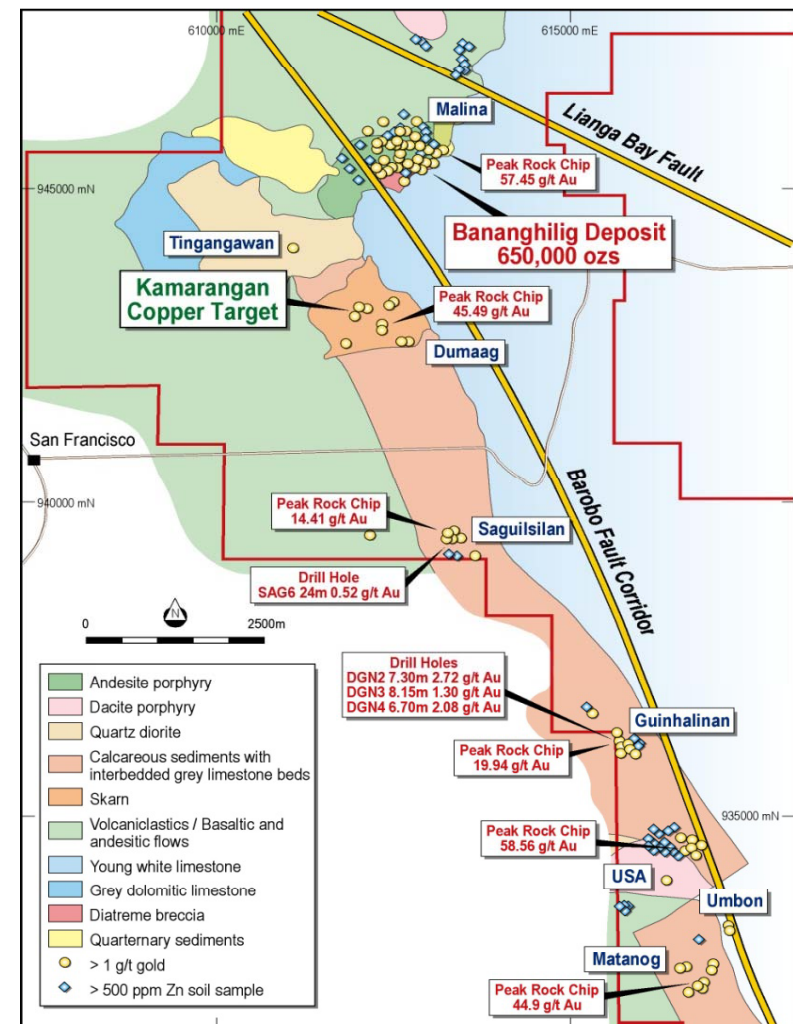 610000 mE
615000 mE
Malina
Lianga Bay Fault
Peak Rock Chip
57.45 g/t Au
945000 mN
Bananghilig Deposit
650,000 ozs
Tingangawan
Kamarangan
Copper Target
Peak Rock Chip
45.49 g/t Au
Dumaag
San Francisco
Barobo Fault Corridor
940000 mN
Peak Rock Chip
14.41 g/t Au
Saguilsilan
Drill Hole
SAG6 24m 0.52 g/t Au
N
0
2500m
Drill Holes
DGN2 7.30m 2.72 g/t Au
DGN3 8.15m 1.30 g/t Au
DGN4 6.70m 2.08 g/t Au
Guinhalinan
Peak Rock Chip
19.94 g/t Au
935000 mN
Peak Rock Chip
58.56 g/t Au
USA
Umbon
Matanog
Peak Rock Chip
44.9 g/t Au
Andesite porphyry
Dacite porphyry
Quartz diorite
Calcareous sediments with
interbedded grey limestone beds
Skarn
Volcaniclastics / Basaltic and
andesitic flows
Young white limestone
Grey dolomitic limestone
Diatreme breccia
Quarternary sediments
> 1 g/t gold
> 500 ppm Zn soil sample